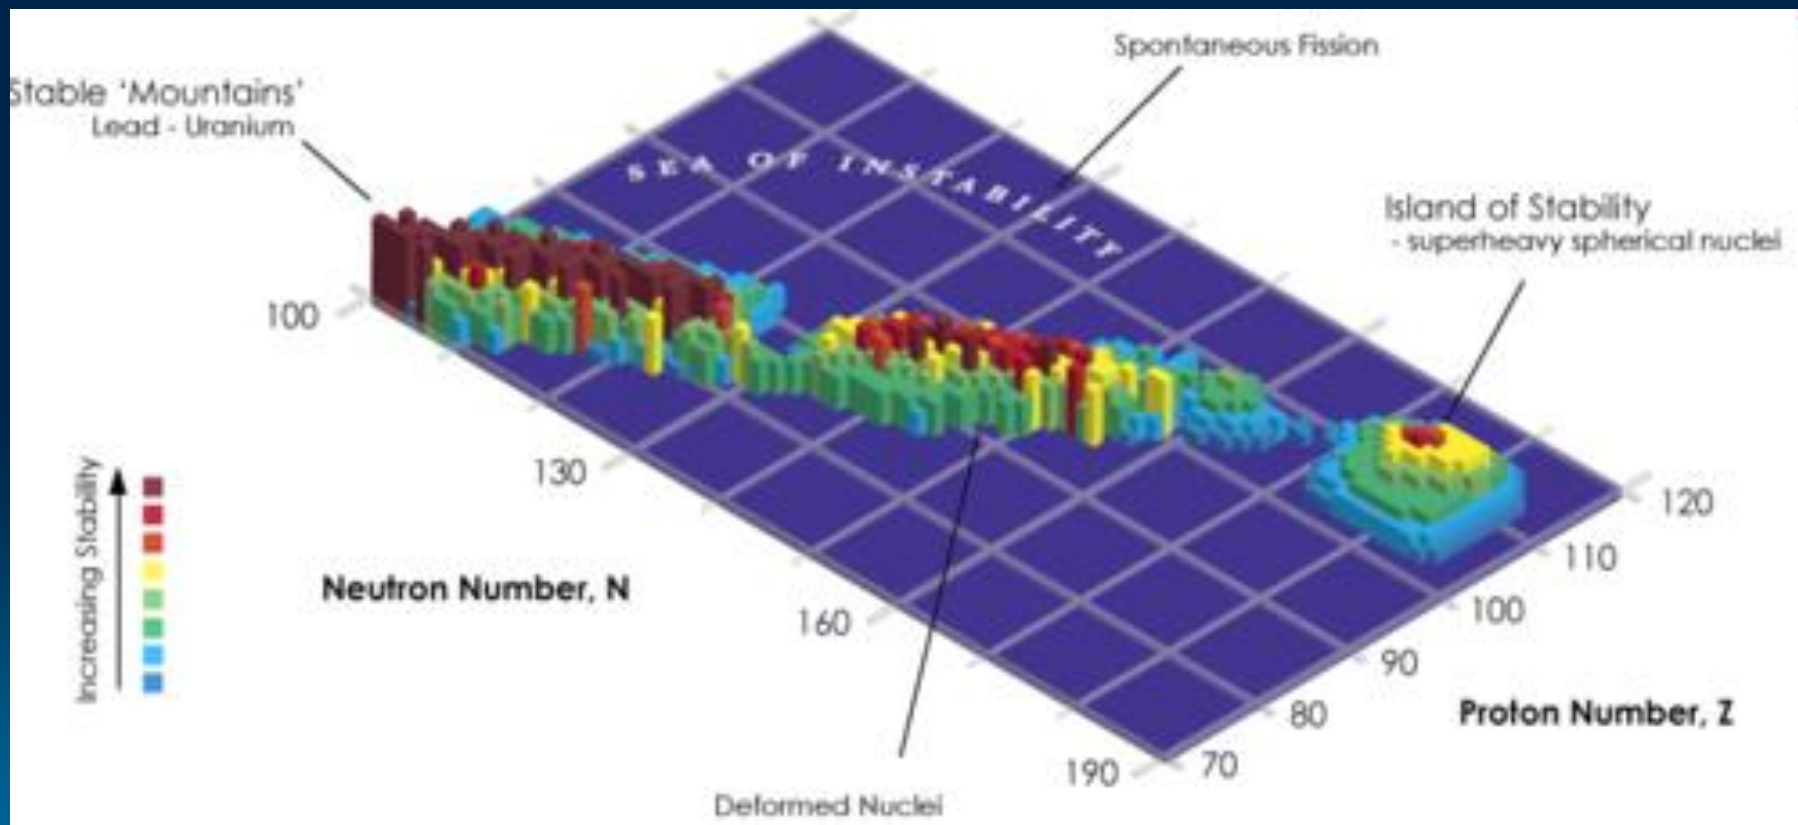 Spontaneous Fission
Stable 'Mountains'
Lead - Uranium
SEA OF INSTABILITY
Island of Stability
- superheavy spherical nuclei
100
130
160
190
70
80
90
100
110
120
Increasing Stability
Neutron Number, N
Proton Number, Z
Deformed Nuclei